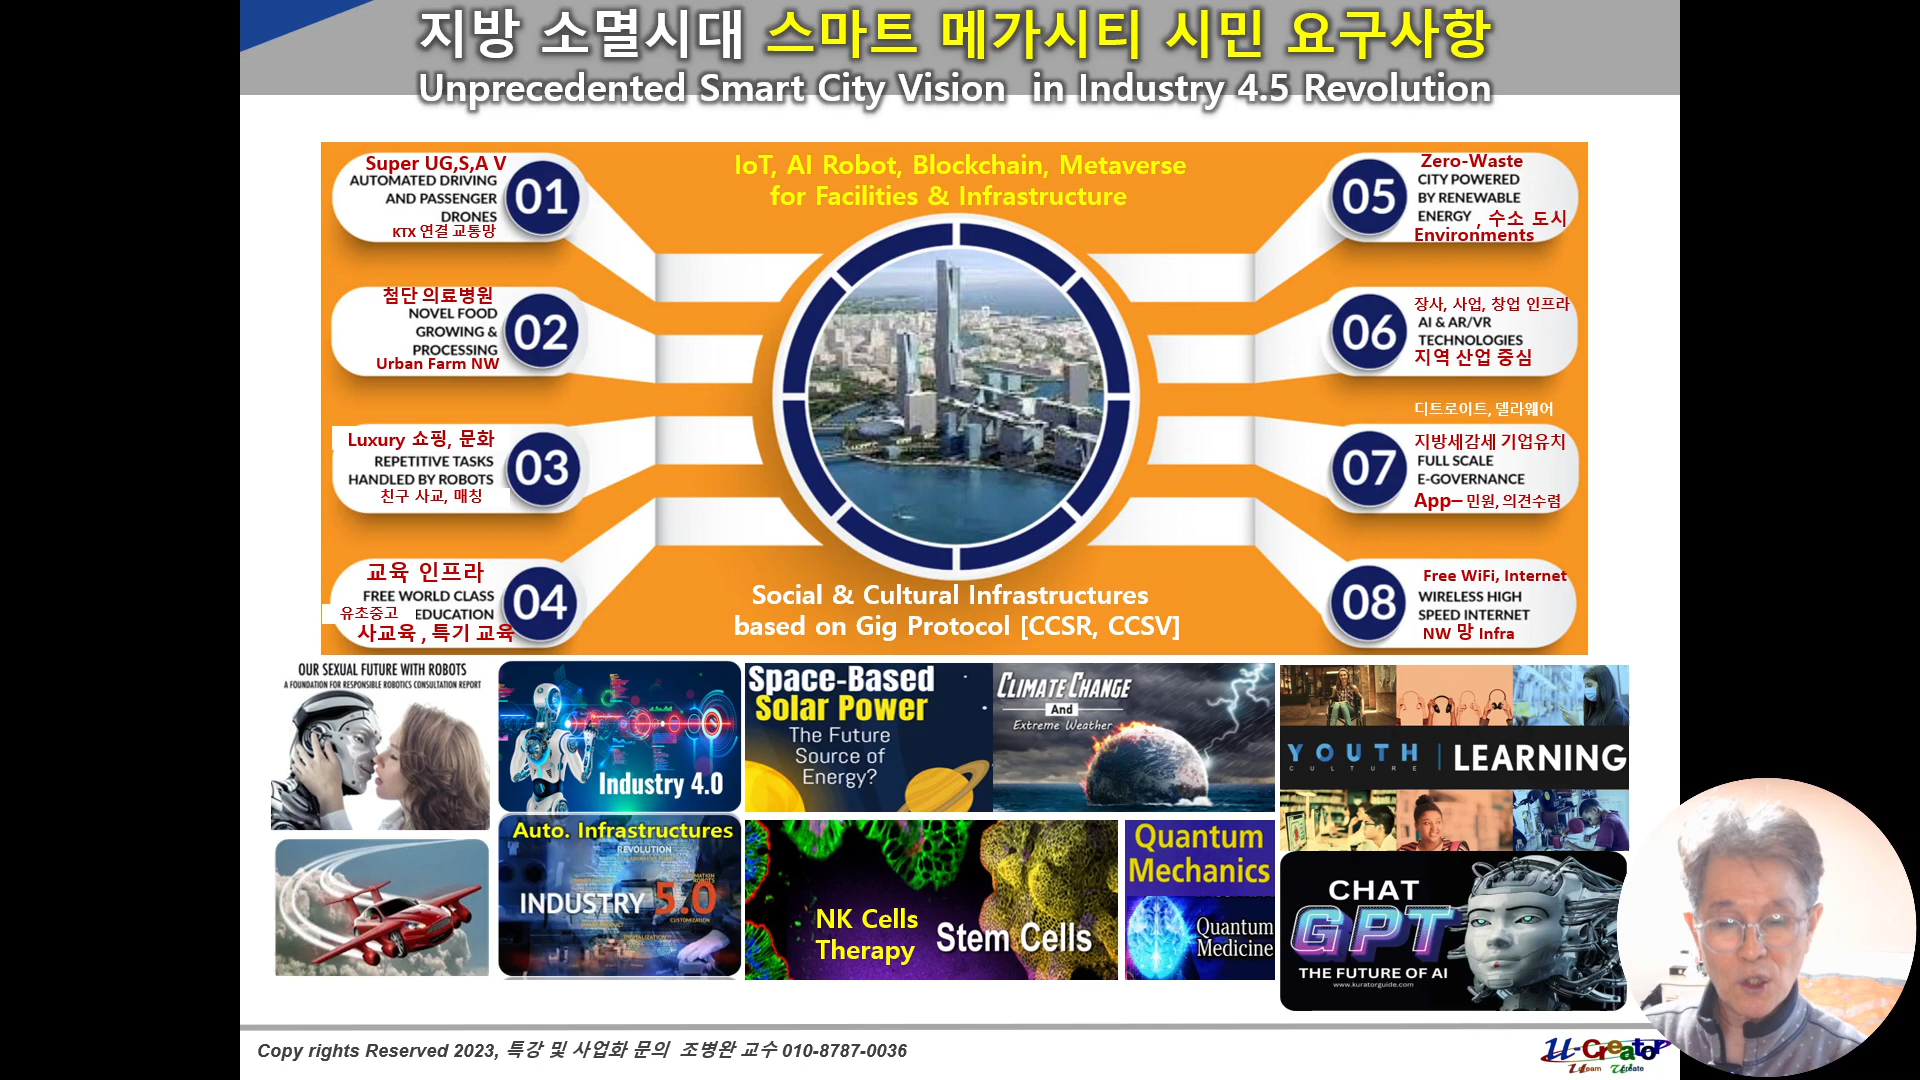 지방 소멸시대 스마트 메가시티 시민 요구사항
Unprecedented Smart City Vision in Industry 4.5 Revolution
IoT, AI Robot, Blockchain, Metaverse
for Facilities & Infrastructure
Super UG,S,A V
AUTOMATED DRIVING
AND PASSENGER
DRONES
KTX 연결 교통망
01
첨단 의료병원
NOVEL FOOD
GROWING &
PROCESSING
Urban Farm NW
02
Luxury 쇼핑, 문화
REPETITIVE TASKS
HANDLED BY ROBOTS
친구 사교, 매칭
03
교육 인프라
FREE WORLD CLASS
유초중고 EDUCATION
사교육 , 특기 교육
04
05
Zero-Waste
CITY POWERED
BY RENEWABLE
ENERGY , 수소 도시
Environments
06
장사, 사업, 창업 인프라
AI & AR/VR
TECHNOLOGIES
지역 산업 중심
디트로이트, 델라웨어
07
지방세감세 기업유치
FULL SCALE
E-GOVERNANCE
App– 민원, 의견수렴
08
Free WiFi, Internet
WIRELESS HIGH
SPEED INTERNET
NW 망 Infra
Social & Cultural Infrastructures
based on Gig Protocol [CCSR, CCSV]
OUR SEXUAL FUTURE WITH ROBOTS
A FOUNDATION FOR RESPONSIBLE ROBOTICS CONSULTATION REPORT
Industry 4.0
Space-Based
Solar Power
The Future
Source of
Energy?
CLIMATE CHANGE
And
Extreme Weather
YOUTH | LEARNING
CULTURE
Auto. Infrastructures
REVOLUTION
INDUSTRY 5.0
CUSTOMIZATION
DIGITALIZATION
NK Cells
Therapy
Stem Cells
Quantum
Mechanics
Quantum
Medicine
CHAT
GPT
THE FUTURE OF AI
www.kuratorguide.com
Copy rights Reserved 2023, 특강 및 사업화 문의 조병완 교수 010-8787-0036
U-Creator